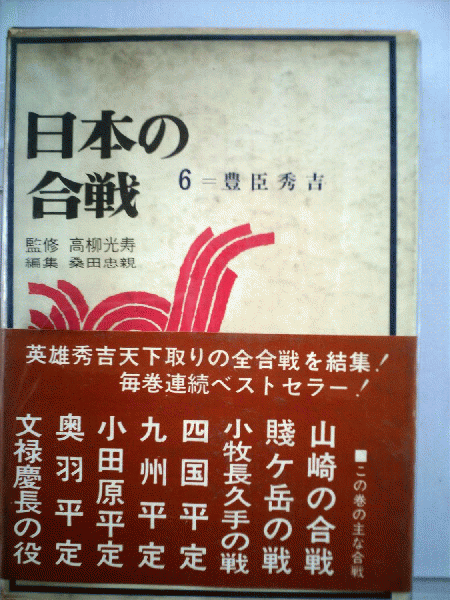 日本の
合戦
6=豊臣秀吉
監修 高柳光寿
編集 桑田忠親
英雄秀吉天下取りの全合戦を結集!
毎巻連続ベストセラー!
■この巻の主な合戦
山崎の合戦
賤ケ岳の戦
小牧長久手の戦
四国平定
九州平定
小田原平定
奥羽平定
文禄慶長の役